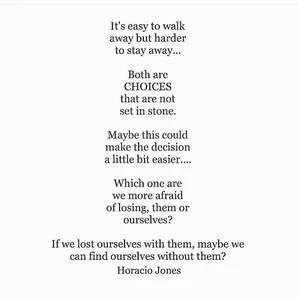 It's easy to walk
away but harder
to stay away...
Both are
CHOICES
that are not
set in stone.
Maybe this could
make the decision
a little bit easier....
Which one are
we more afraid
of losing, them or
ourselves?
If we lost ourselves with them, maybe we
can find ourselves without them?
Horacio Jones